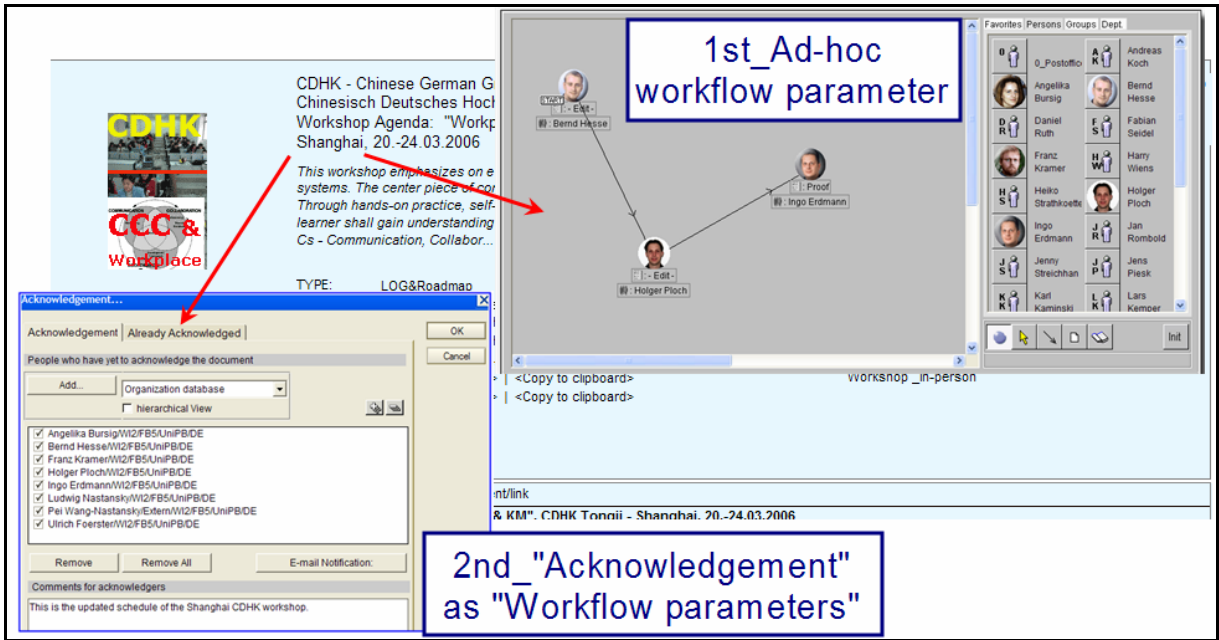 CDHK - Chinese German G
Chinesisch Deutsches Hoch
Workshop Agenda: "Workp
Shanghai, 20.-24.03.2006
This workshop emphasizes on e
systems. The center piece of cor
Through hands-on practice, self-
learner shall gain understanding
Cs - Communication, Collabor...
TYPE: LOG&Roadmap
CDHK
COMMUNICATION COLLABORATION
CCC &
Workplace
1st_Ad-hoc
workflow parameter
START
: - Edit -
: Bernd Hesse
: Proof
: Ingo Erdmann
: - Edit -
: Holger Ploch
Favorites Persons Groups Dept.
0 0_Postoffic A K Andreas Koch
Angelika Bursig Bernd Hesse
D R Daniel Ruth F S Fabian Seidel
Franz Kramer H W Harry Wiens
H S Heiko Strathkoette Holger Ploch
Ingo Erdmann J R Jan Rombold
J S Jenny Streichhan J P Jens Piesk
K K Karl Kaminski L K Lars Kemper
Init
> | <Copy to clipboard> Workshop _in-person
> | <Copy to clipboard>
ent/link
& KM", CDHK Tongji - Shanghai, 20.-24.03.2006
Acknowledgement...
Acknowledgement Already Acknowledged
OK
Cancel
People who have yet to acknowledge the document
Add... Organization database
hierarchical View
Angelika Bursig/WI2/FB5/UniPB/DE
Bernd Hesse/WI2/FB5/UniPB/DE
Franz Kramer/WI2/FB5/UniPB/DE
Holger Ploch/WI2/FB5/UniPB/DE
Ingo Erdmann/WI2/FB5/UniPB/DE
Ludwig Nastansky/WI2/FB5/UniPB/DE
Pei Wang-Nastansky/Extern/WI2/FB5/UniPB/DE
Ulrich Foerster/WI2/FB5/UniPB/DE
Remove Remove All E-mail Notification:
Comments for acknowledgers
This is the updated schedule of the Shanghai CDHK workshop.
2nd_"Acknowledgement"
as "Workflow parameters"